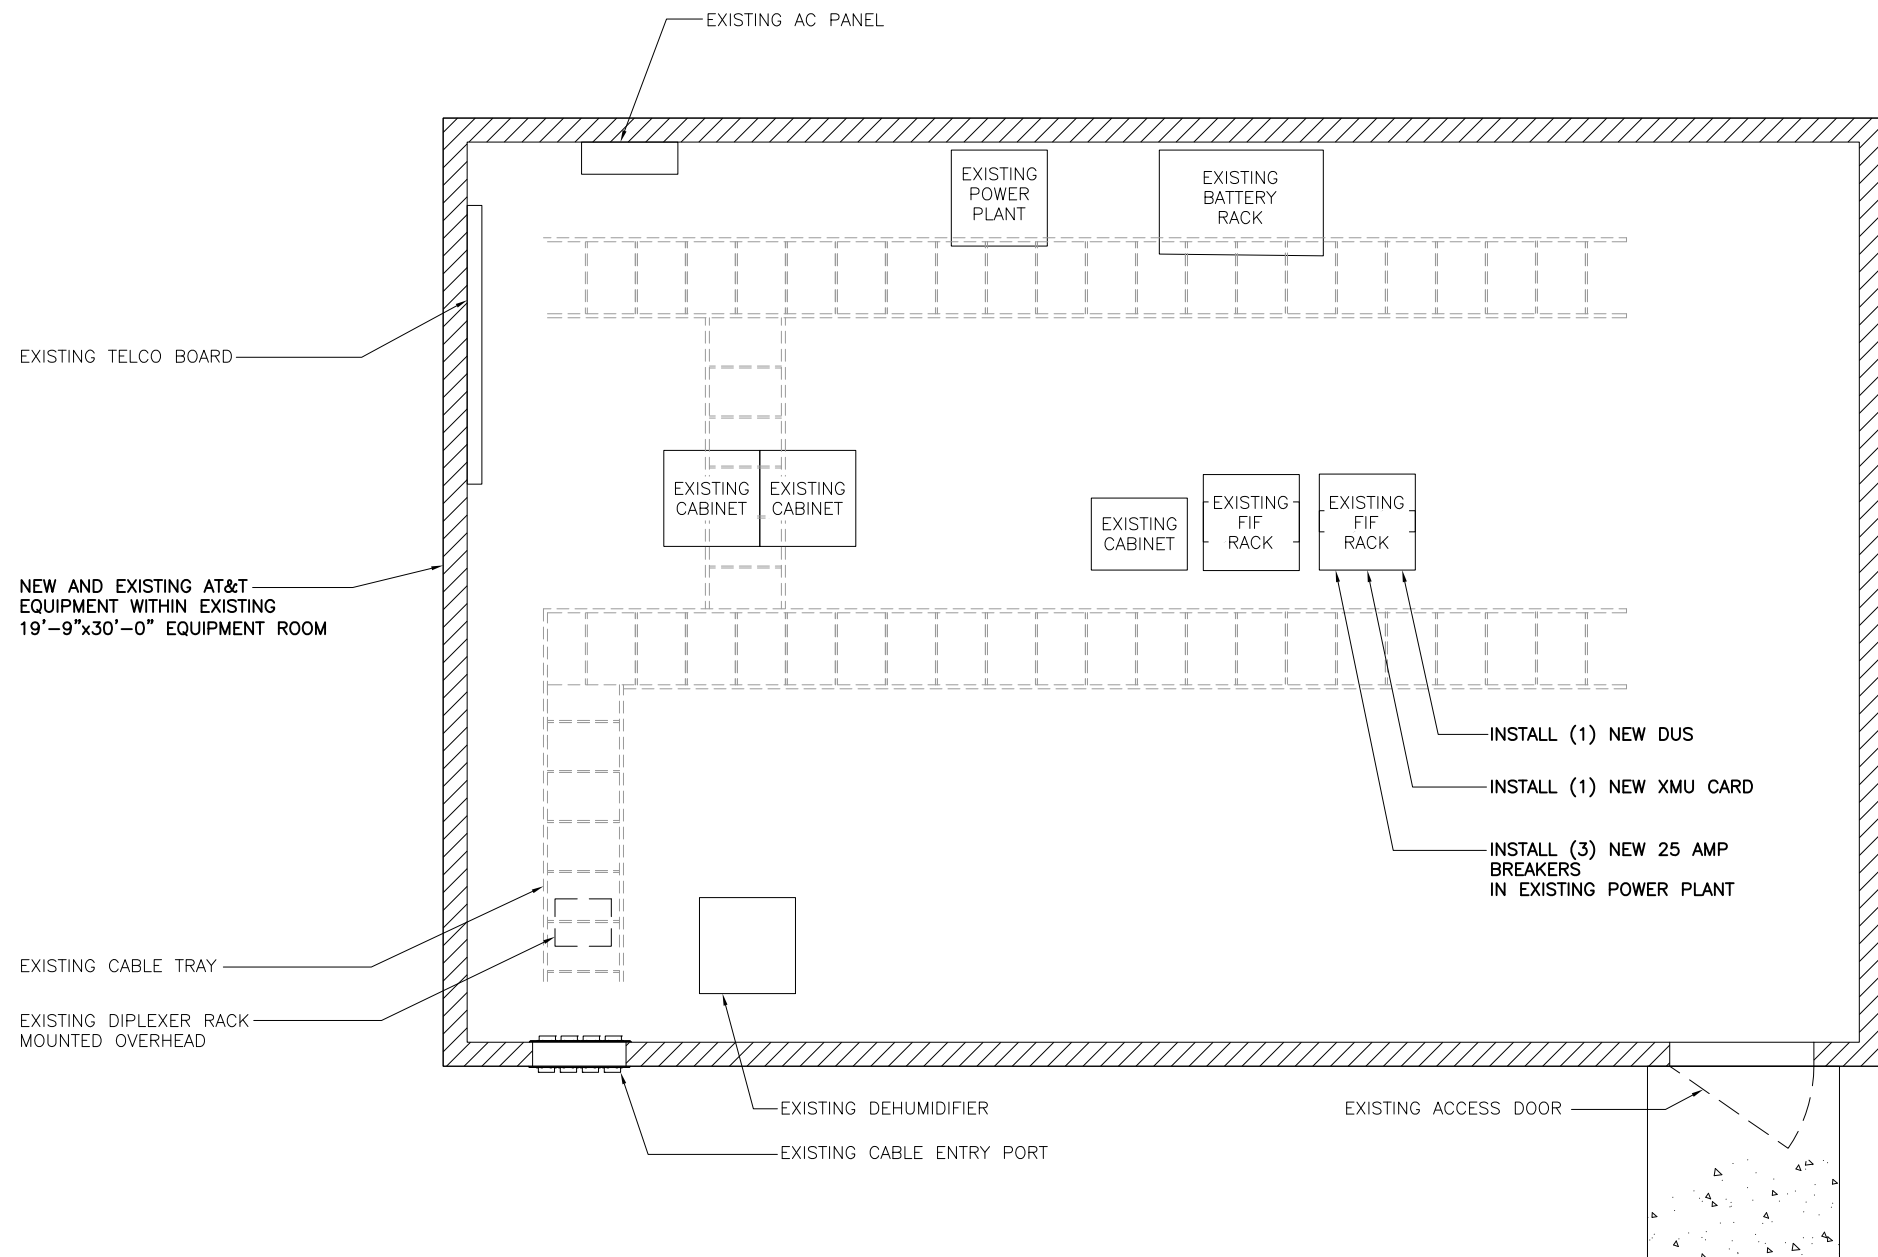 EXISTING AC PANEL
EXISTING
POWER
PLANT
EXISTING
BATTERY
RACK
EXISTING TELCO BOARD
EXISTING
CABINET
EXISTING
CABINET
EXISTING
CABINET
EXISTING
FIF
RACK
EXISTING
FIF
RACK
NEW AND EXISTING AT&T
EQUIPMENT WITHIN EXISTING
19'-9"x30'-0" EQUIPMENT ROOM
INSTALL (1) NEW DUS
INSTALL (1) NEW XMU CARD
INSTALL (3) NEW 25 AMP
BREAKERS
IN EXISTING POWER PLANT
EXISTING CABLE TRAY
EXISTING DIPLEXER RACK
MOUNTED OVERHEAD
EXISTING DEHUMIDIFIER
EXISTING ACCESS DOOR
EXISTING CABLE ENTRY PORT